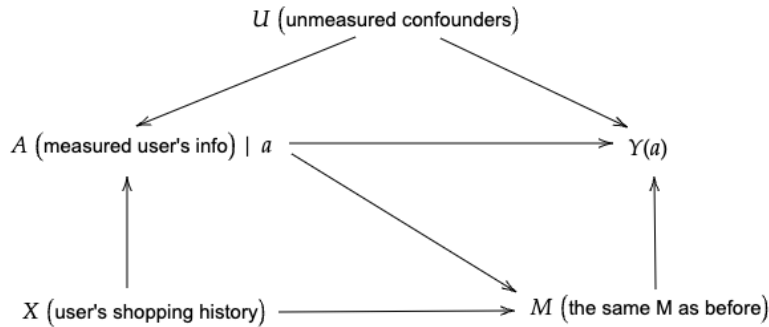 U (unmeasured confounders)
A (measured user's info) | a
Y(a)
X (user's shopping history)
M (the same M as before)